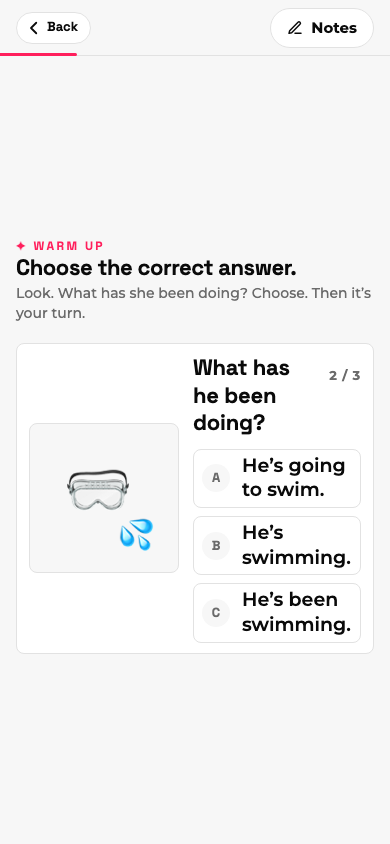 Back
Notes
✦ WARM UP
Choose the correct answer.
Look. What has she been doing? Choose. Then it's
your turn.
What has
he been
doing?
2 / 3
A
He's going
to swim.
B
He's
swimming.
C
He's been
swimming.